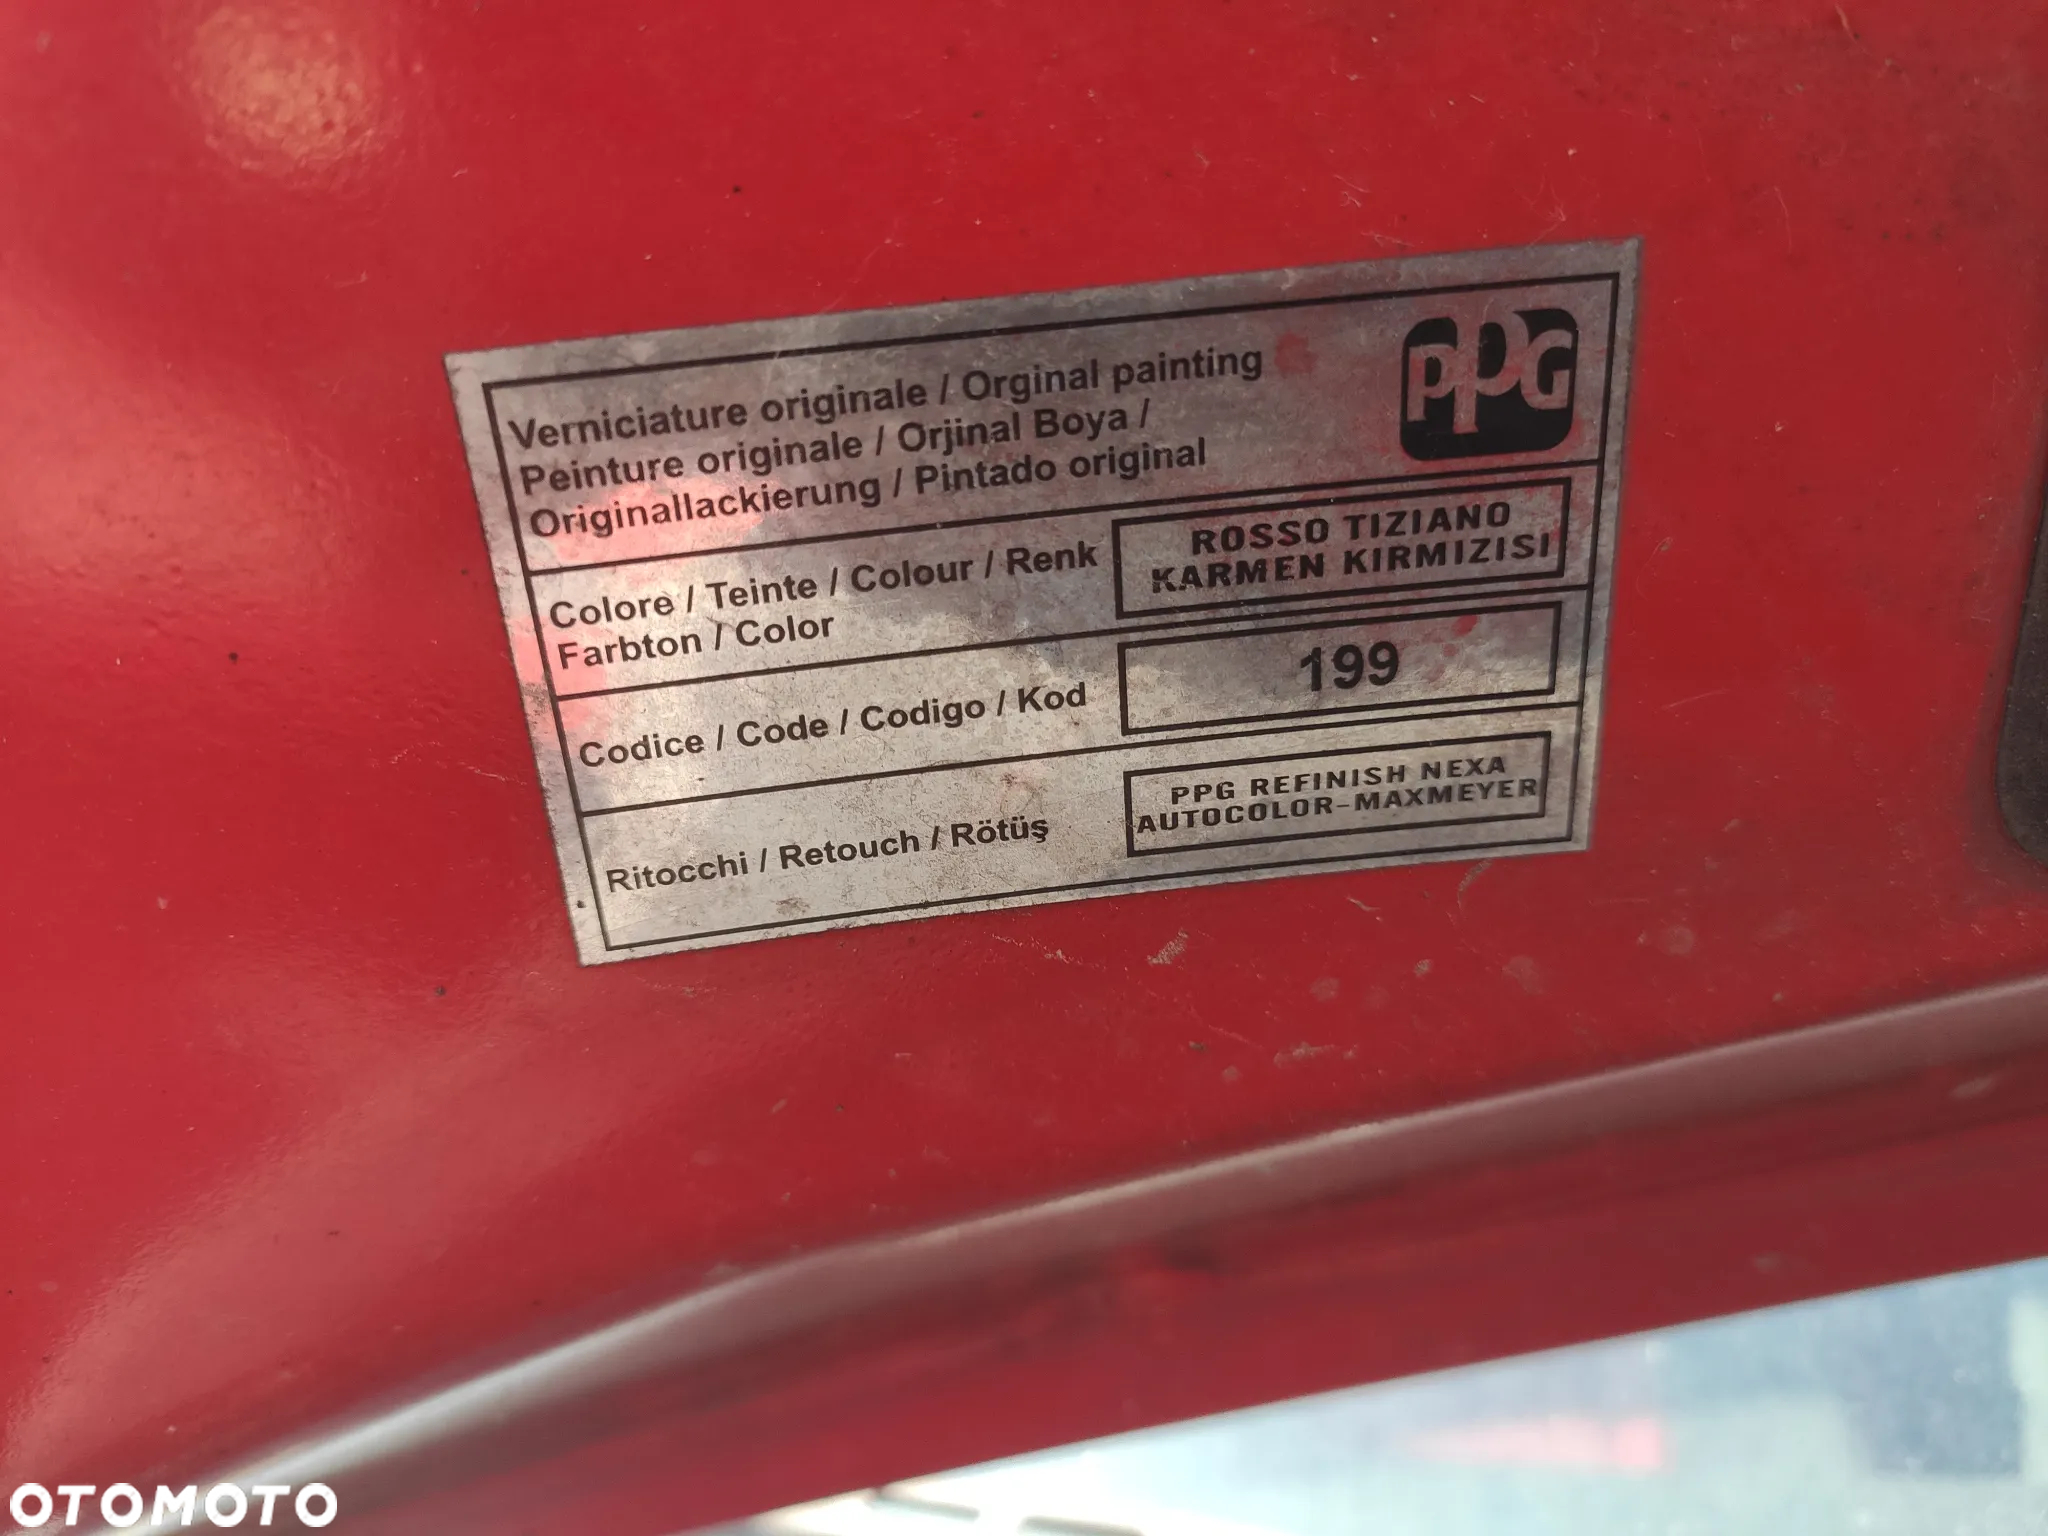 Verniciature originale / Orginal painting
Peinture originale / Orjinal Boya /
Originallackierung / Pintado original
PPG
Colore / Teinte / Colour / Renk
Farbton / Color
ROSSO TIZIANO
KARMEN KIRMIZISI
Codice / Code / Codigo / Kod
199
Ritocchi / Retouch / Rötüş
PPG REFINISH NEXA
AUTOCOLOR-MAXMEYER
OTOMOTO